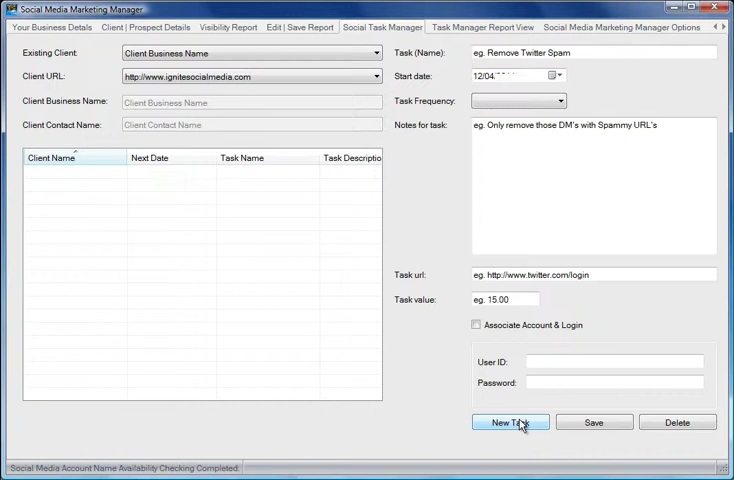 Social Media Marketing Manager
Your Business Details Client | Prospect Details Visibility Report Edit | Save Report Social Task Manager Task Manager Report View Social Media Marketing Manager Options
Existing Client: Client Business Name
Client URL: http://www.ignitesocialmedia.com
Client Business Name: Client Business Name
Client Contact Name: Client Contact Name
Client Name Next Date Task Name Task Descriptio
Task (Name): eg. Remove Twitter Spam
Start date: 12/04/
Task Frequency:
Notes for task: eg. Only remove those DM's with Spammy URL's
Task url: eg. http://www.twitter.com/login
Task value: eg. 15.00
Associate Account & Login
User ID:
Password:
New Task Save Delete
Social Media Account Name Availability Checking Completed: